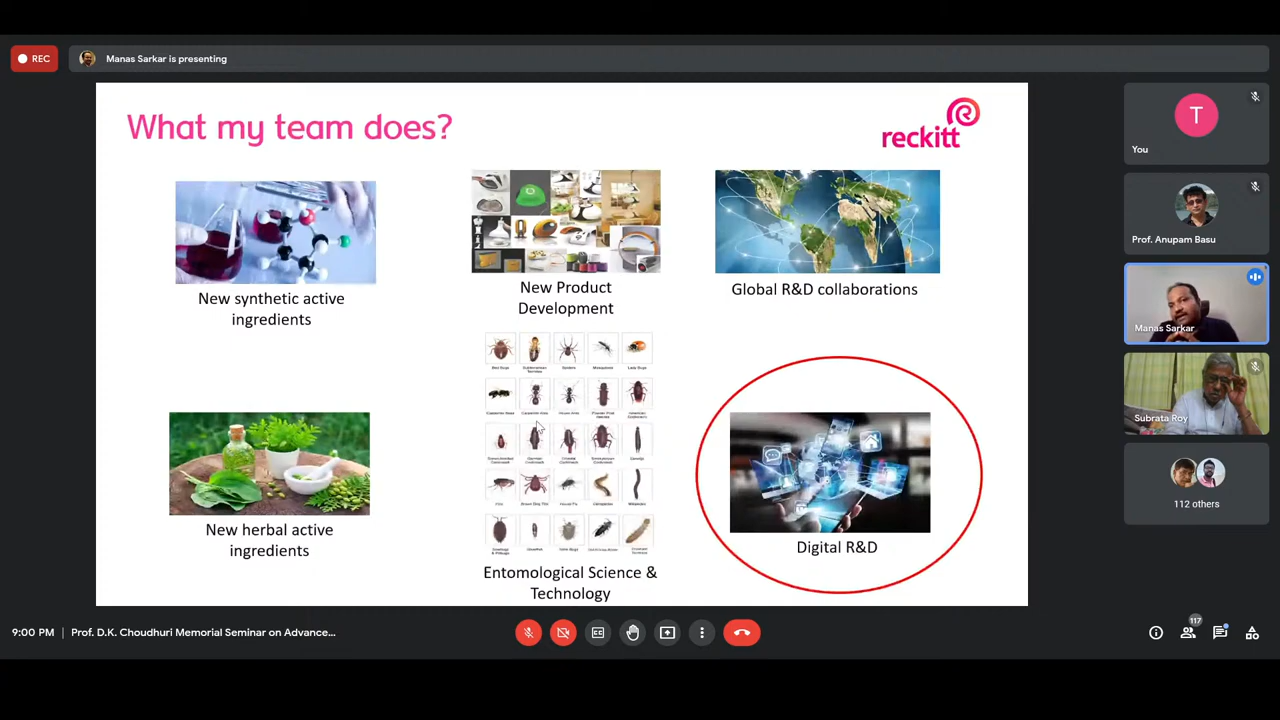 REC
Manas Sarkar is presenting
What my team does?
reckitt
New synthetic active
ingredients
New Product
Development
Global R&D collaborations
New herbal active
ingredients
Entomological Science &
Technology
Digital R&D
T
You
Prof. Anupam Basu
Manas Sarkar
Subrata Roy
112 others
9:00 PM
Prof. D.K. Choudhuri Memorial Seminar on Advance...
117